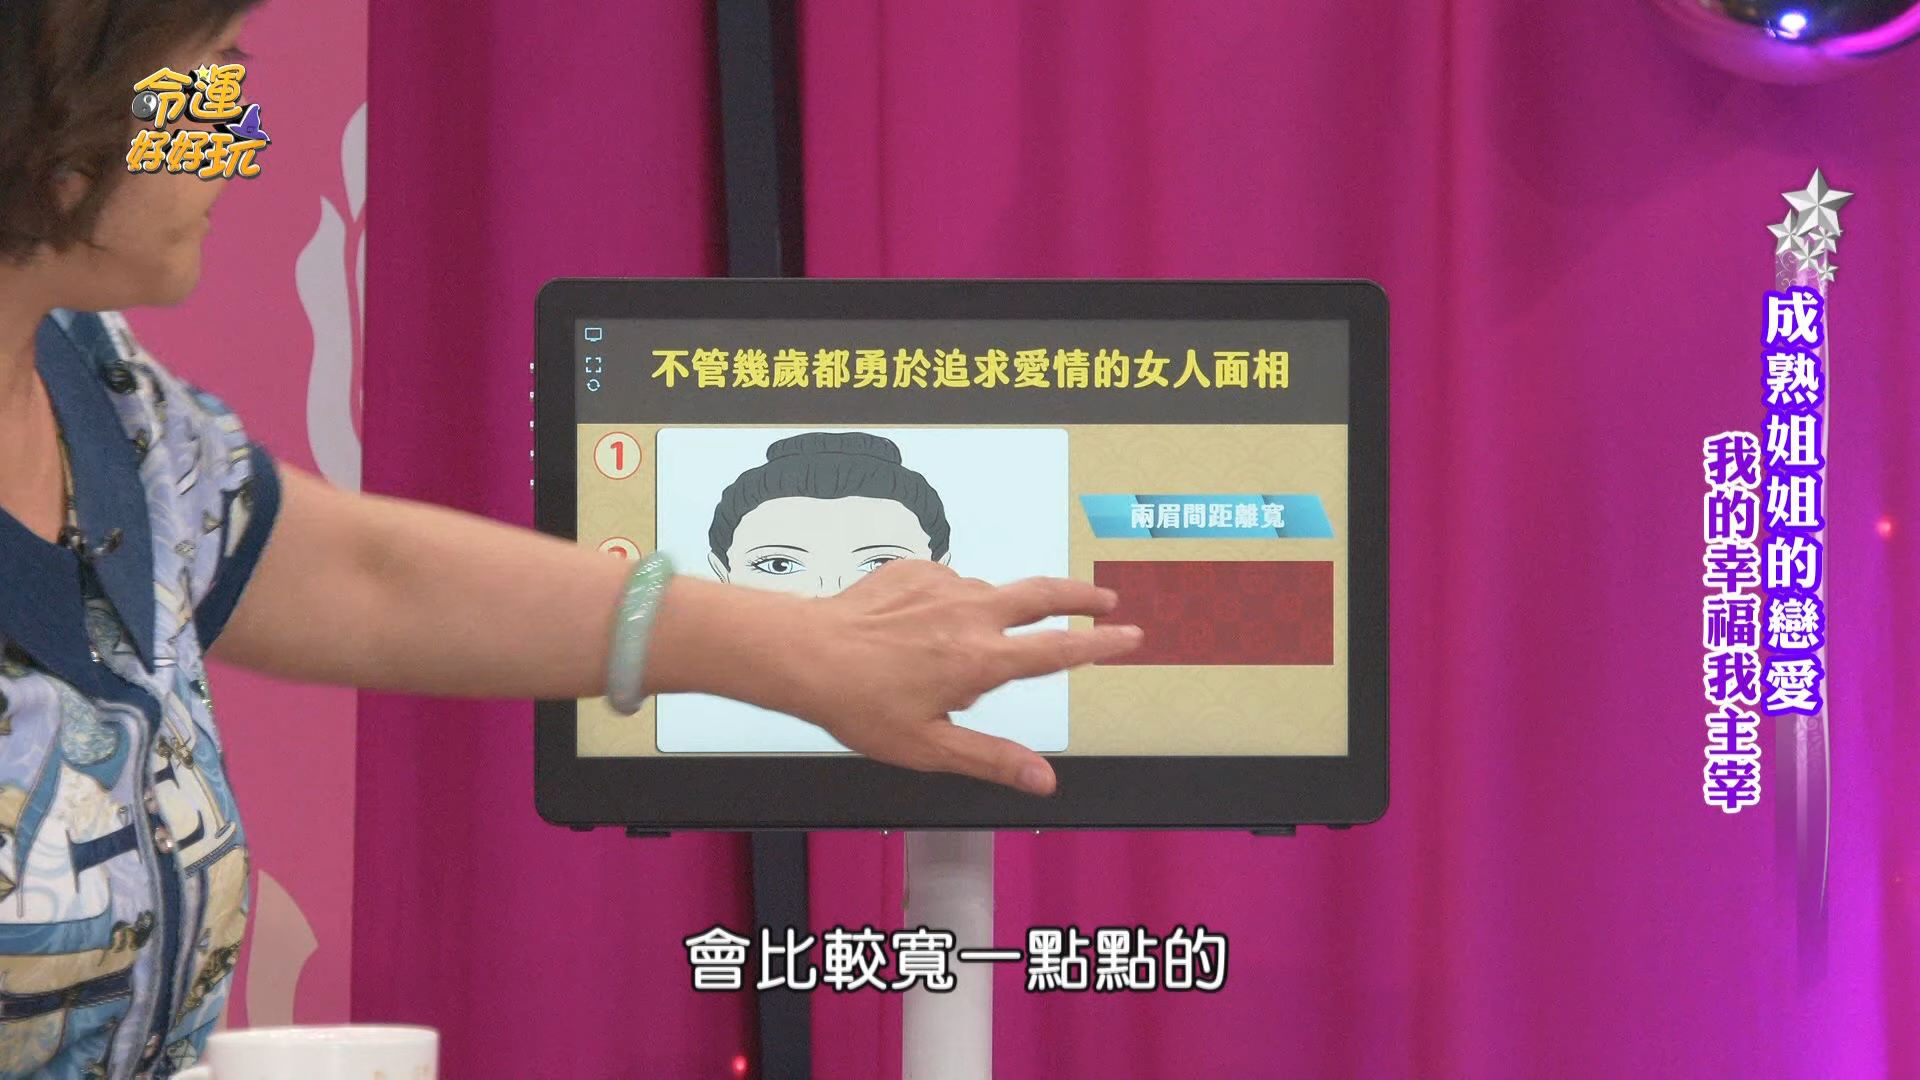 命運
好好玩
不管幾歲都勇於追求愛情的女人面相
1
2
兩眉間距離寬
成熟姐姐的戀愛
我的幸福我主宰
會比較寬一點點的